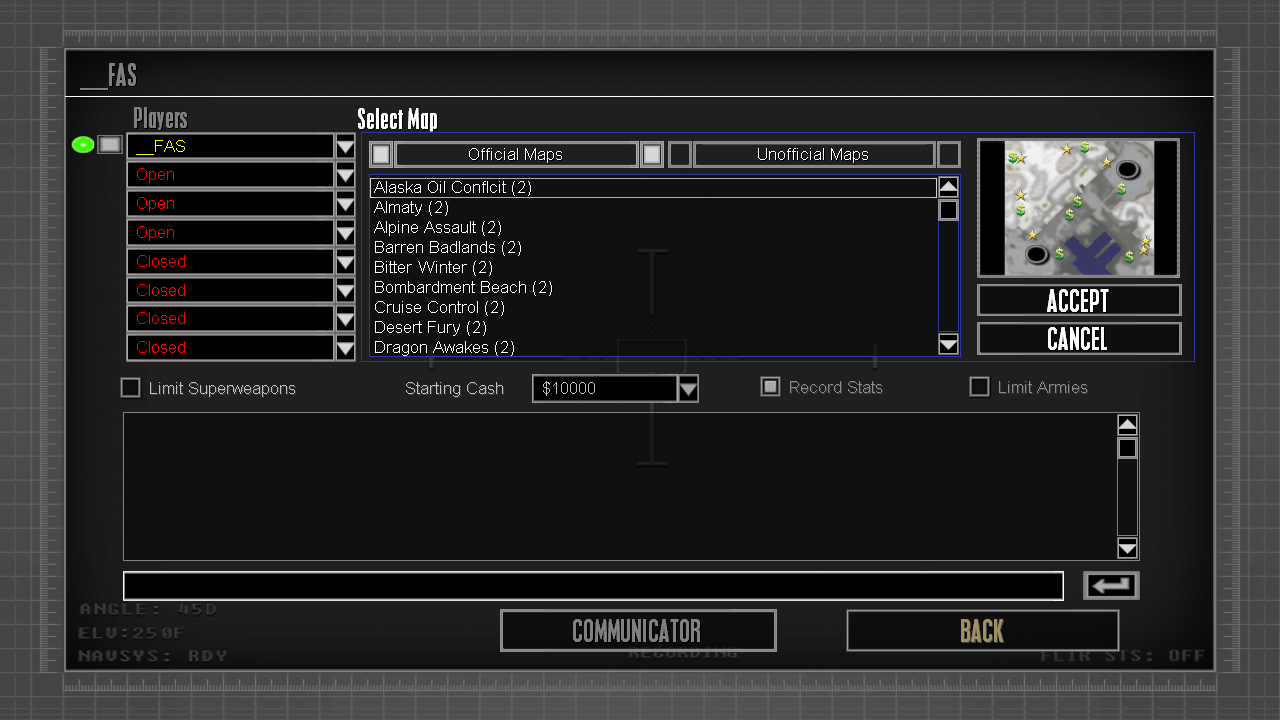 __FAS
Players
Select Map
__FAS
Official Maps
Unofficial Maps
Open
Alaska Oil Conflicit (2)
Open
Almaty (2)
Open
Alpine Assault (2)
Closed
Barren Badlands (2)
Closed
Bitter Winter (2)
Closed
Bombardment Beach (2)
Closed
Cruise Control (2)
Desert Fury (2)
Dragon Awakes (2)
ACCEPT
CANCEL
Limit Superweapons
Starting Cash
$10000
Record Stats
Limit Armies
ANGLE: 45D
ELV:250F
NAVSYS: RDY
COMMUNICATOR
BACK
RECORDING
FLIR STS: OFF